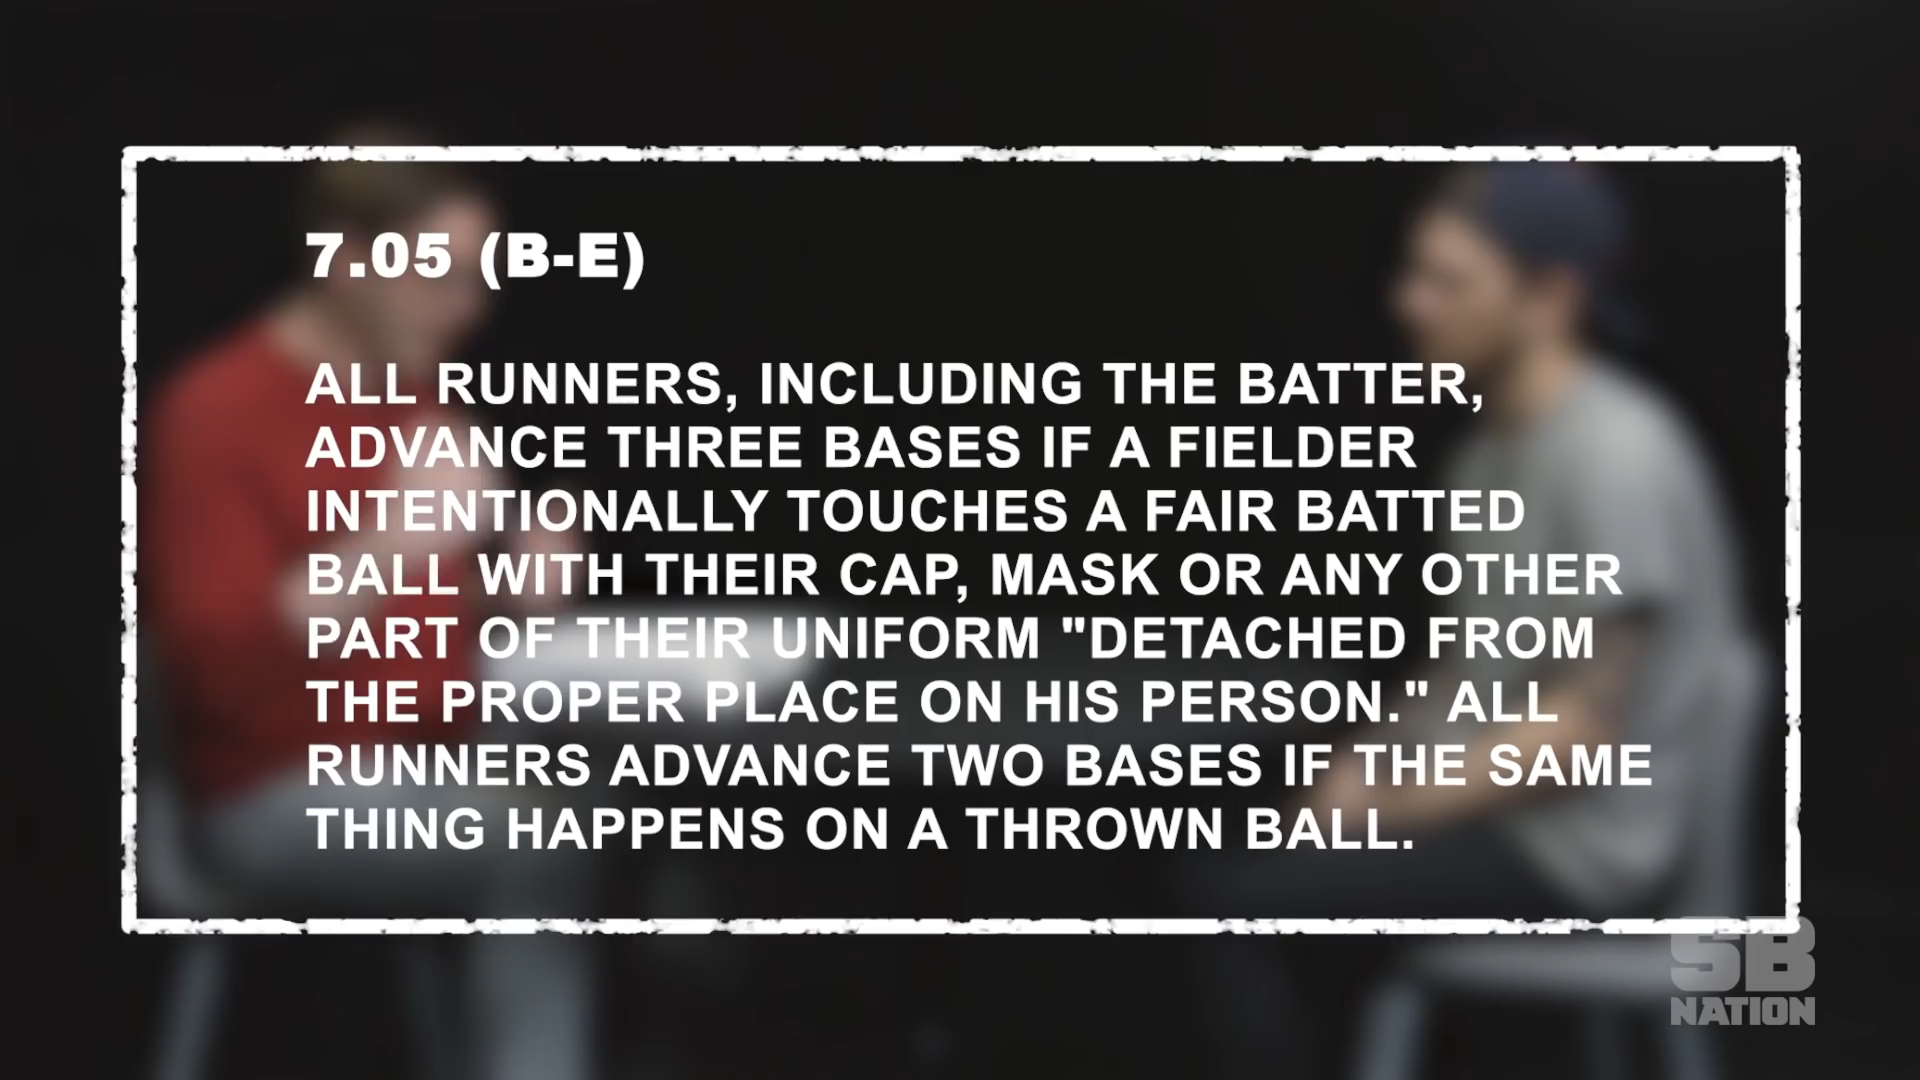 7.05 (B-E)
ALL RUNNERS, INCLUDING THE BATTER,
ADVANCE THREE BASES IF A FIELDER
INTENTIONALLY TOUCHES A FAIR BATTED
BALL WITH THEIR CAP, MASK OR ANY OTHER
PART OF THEIR UNIFORM "DETACHED FROM
THE PROPER PLACE ON HIS PERSON." ALL
RUNNERS ADVANCE TWO BASES IF THE SAME
THING HAPPENS ON A THROWN BALL.
SB
NATION